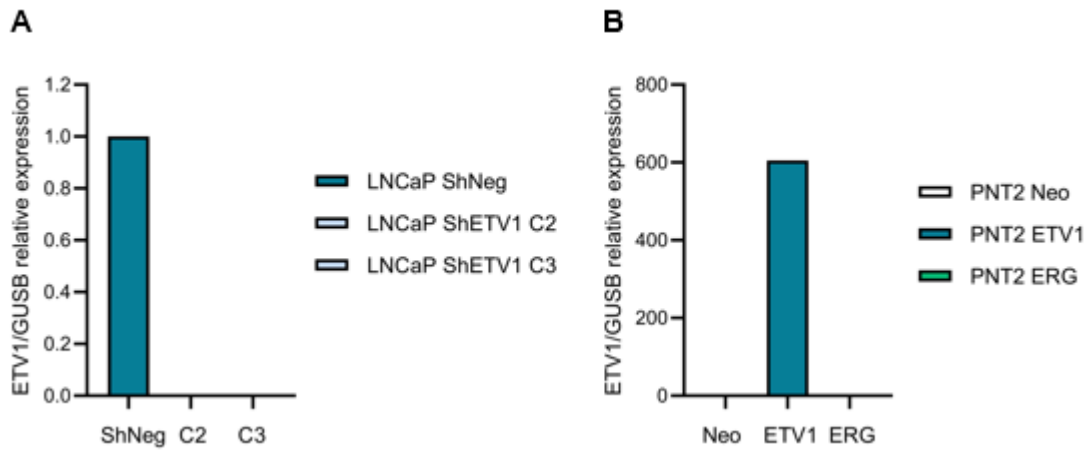 A
ETV1/GUSB relative expression
1.2
1.0
0.8
0.6
0.4
0.2
0.0
ShNeg C2 C3
LNCaP ShNeg
LNCaP ShETV1 C2
LNCaP ShETV1 C3
B
ETV1/GUSB relative expression
800
600
400
200
0
Neo ETV1 ERG
PNT2 Neo
PNT2 ETV1
PNT2 ERG